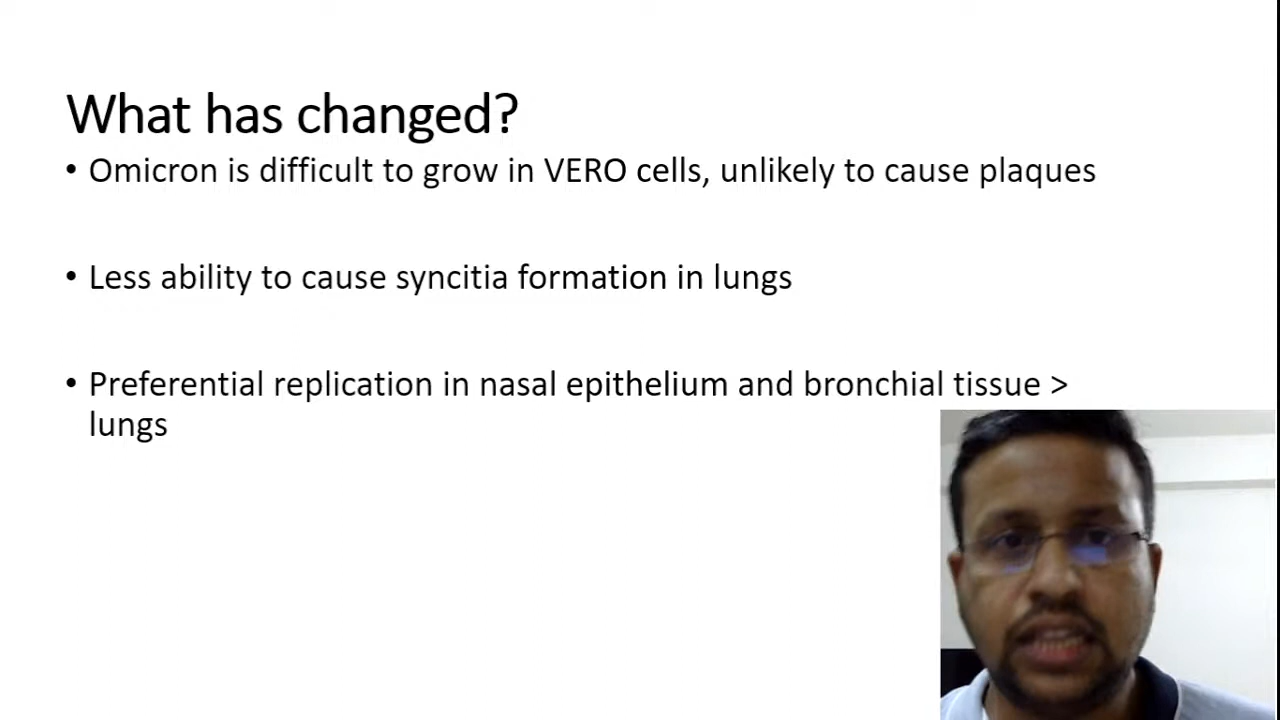 What has changed?
• Omicron is difficult to grow in VERO cells, unlikely to cause plaques
• Less ability to cause syncitia formation in lungs
• Preferential replication in nasal epithelium and bronchial tissue >
lungs